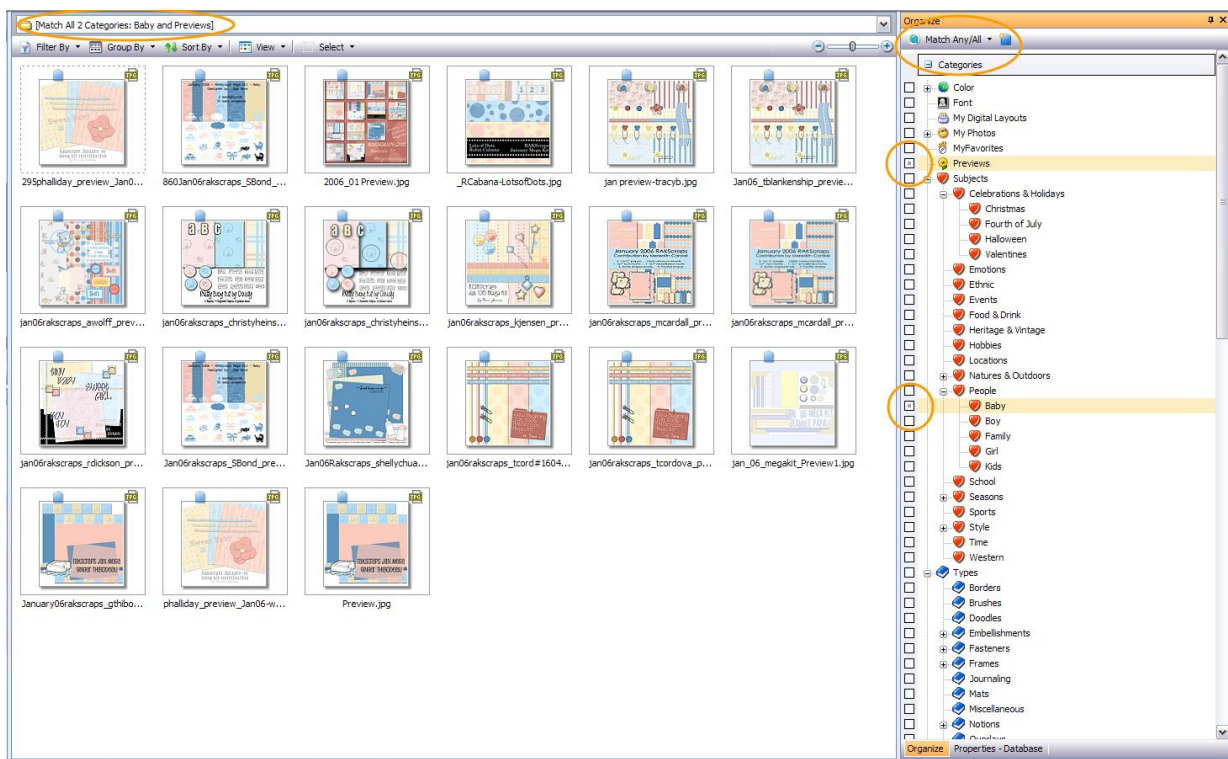 [Match All 2 Categories: Baby and Previews]
Filter By Group By Sort By View Select
295phalliday_preview_Jan0... 860Jan06rakscraps_SBond_... 2006_01 Preview.jpg _RCabana-LotsofDots.jpg jan preview-tracyb.jpg Jan06_tblankenship_previe...
jan06rakscraps_awolff_prev... jan06rakscraps_christyheins... jan06rakscraps_christyheins... jan06rakscraps_kjensen_pr... jan06rakscraps_mcardall_pr... jan06rakscraps_mcardall_pr...
jan06rakscraps_rdickson_pr... Jan06rakscraps_SBond_pre... Jan06Rakscraps_shellychua... jan06rakscraps_tcord#1604... jan06rakscraps_tcordova_p... jan_06_megakit_Preview1.jpg
January06rakscraps_gthibo... phalliday_preview_Jan06-w... Preview.jpg
Organize
Match Any/All
Categories
Color
Font
My Digital Layouts
My Photos
MyFavorites
Previews
Subjects
Celebrations & Holidays
Christmas
Fourth of July
Halloween
Valentines
Emotions
Ethnic
Events
Food & Drink
Heritage & Vintage
Hobbies
Locations
Natures & Outdoors
People
Baby
Boy
Family
Girl
Kids
School
Seasons
Sports
Style
Time
Western
Types
Borders
Brushes
Doodles
Embellishments
Fasteners
Frames
Journaling
Mats
Miscellaneous
Notions
Overlays
Organize Properties - Database